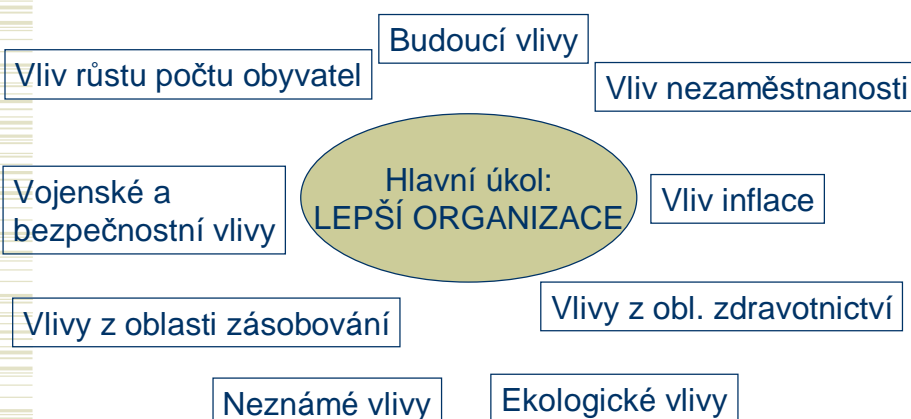 Budoucí vlivy
Vliv růstu počtu obyvatel
Vliv nezaměstnanosti
Hlavní úkol:
LEPŠÍ ORGANIZACE
Vojenské a
bezpečnostní vlivy
Vliv inflace
Vlivy z obl. zdravotnictví
Vlivy z oblasti zásobování
Neznámé vlivy
Ekologické vlivy